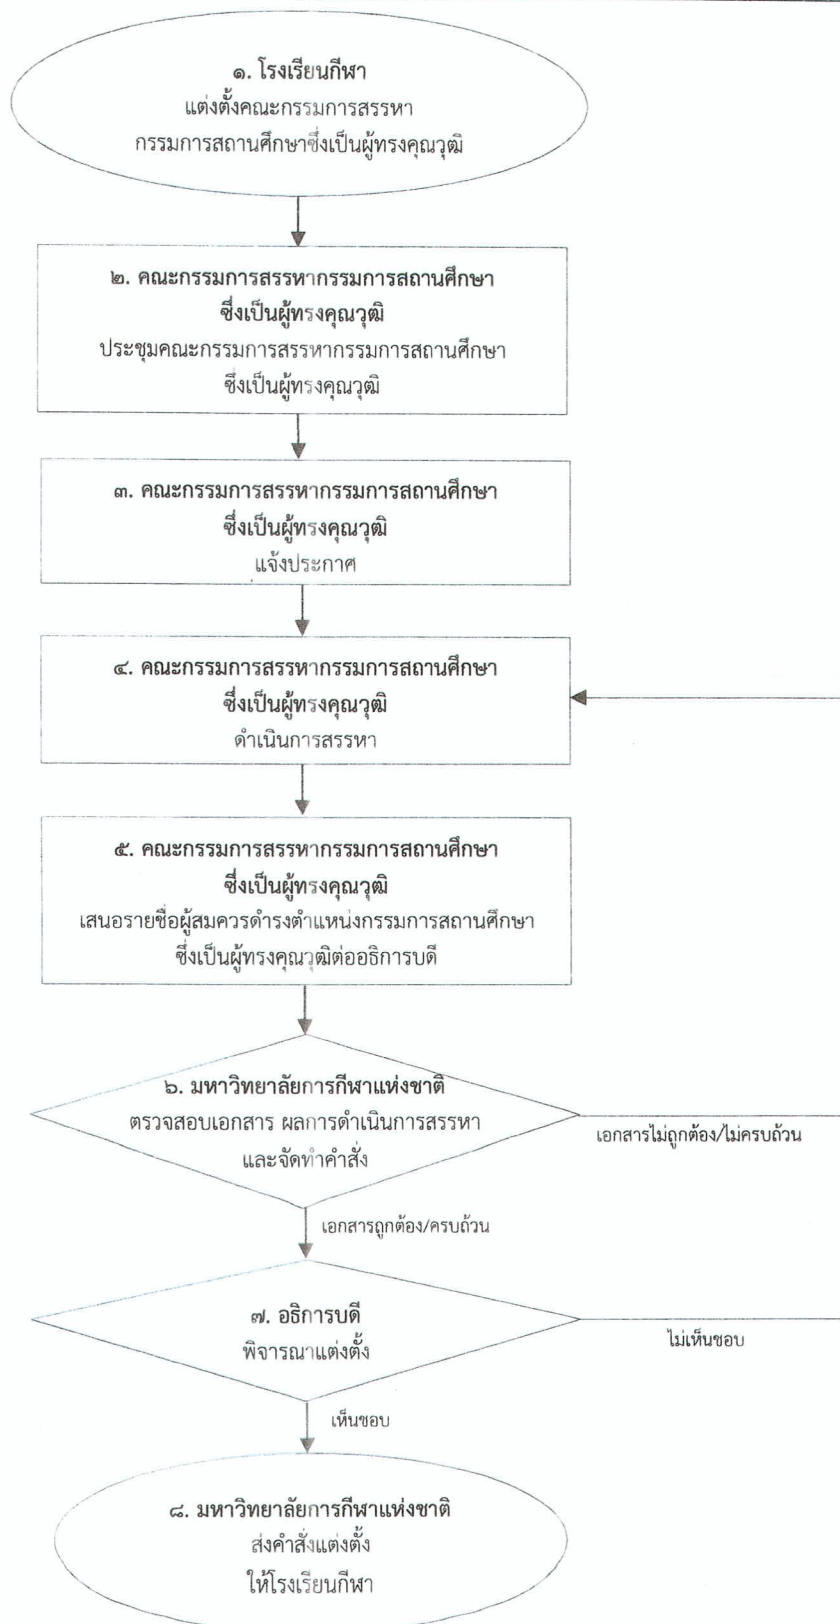 ๑. โรงเรียนกีฬา
แต่งตั้งคณะกรรมการสรรหา
กรรมการสถานศึกษาซึ่งเป็นผู้ทรงคุณวุฒิ
๒. คณะกรรมการสรรหากรรมการสถานศึกษา
ซึ่งเป็นผู้ทรงคุณวุฒิ
ประชุมคณะกรรมการสรรหากรรมการสถานศึกษา
ซึ่งเป็นผู้ทรงคุณวุฒิ
๓. คณะกรรมการสรรหากรรมการสถานศึกษา
ซึ่งเป็นผู้ทรงคุณวุฒิ
แจ้งประกาศ
๔. คณะกรรมการสรรหากรรมการสถานศึกษา
ซึ่งเป็นผู้ทรงคุณวุฒิ
ดำเนินการสรรหา
๕. คณะกรรมการสรรหากรรมการสถานศึกษา
ซึ่งเป็นผู้ทรงคุณวุฒิ
เสนอรายชื่อผู้สมควรดำรงตำแหน่งกรรมการสถานศึกษา
ซึ่งเป็นผู้ทรงคุณวุฒิต่ออธิการบดี
๖. มหาวิทยาลัยการกีฬาแห่งชาติ
ตรวจสอบเอกสาร ผลการดำเนินการสรรหา
และจัดทำคำสั่ง
เอกสารไม่ถูกต้อง/ไม่ครบถ้วน
เอกสารถูกต้อง/ครบถ้วน
๗. อธิการบดี
พิจารณาแต่งตั้ง
ไม่เห็นชอบ
เห็นชอบ
๘. มหาวิทยาลัยการกีฬาแห่งชาติ
ส่งคำสั่งแต่งตั้ง
ให้โรงเรียนกีฬา